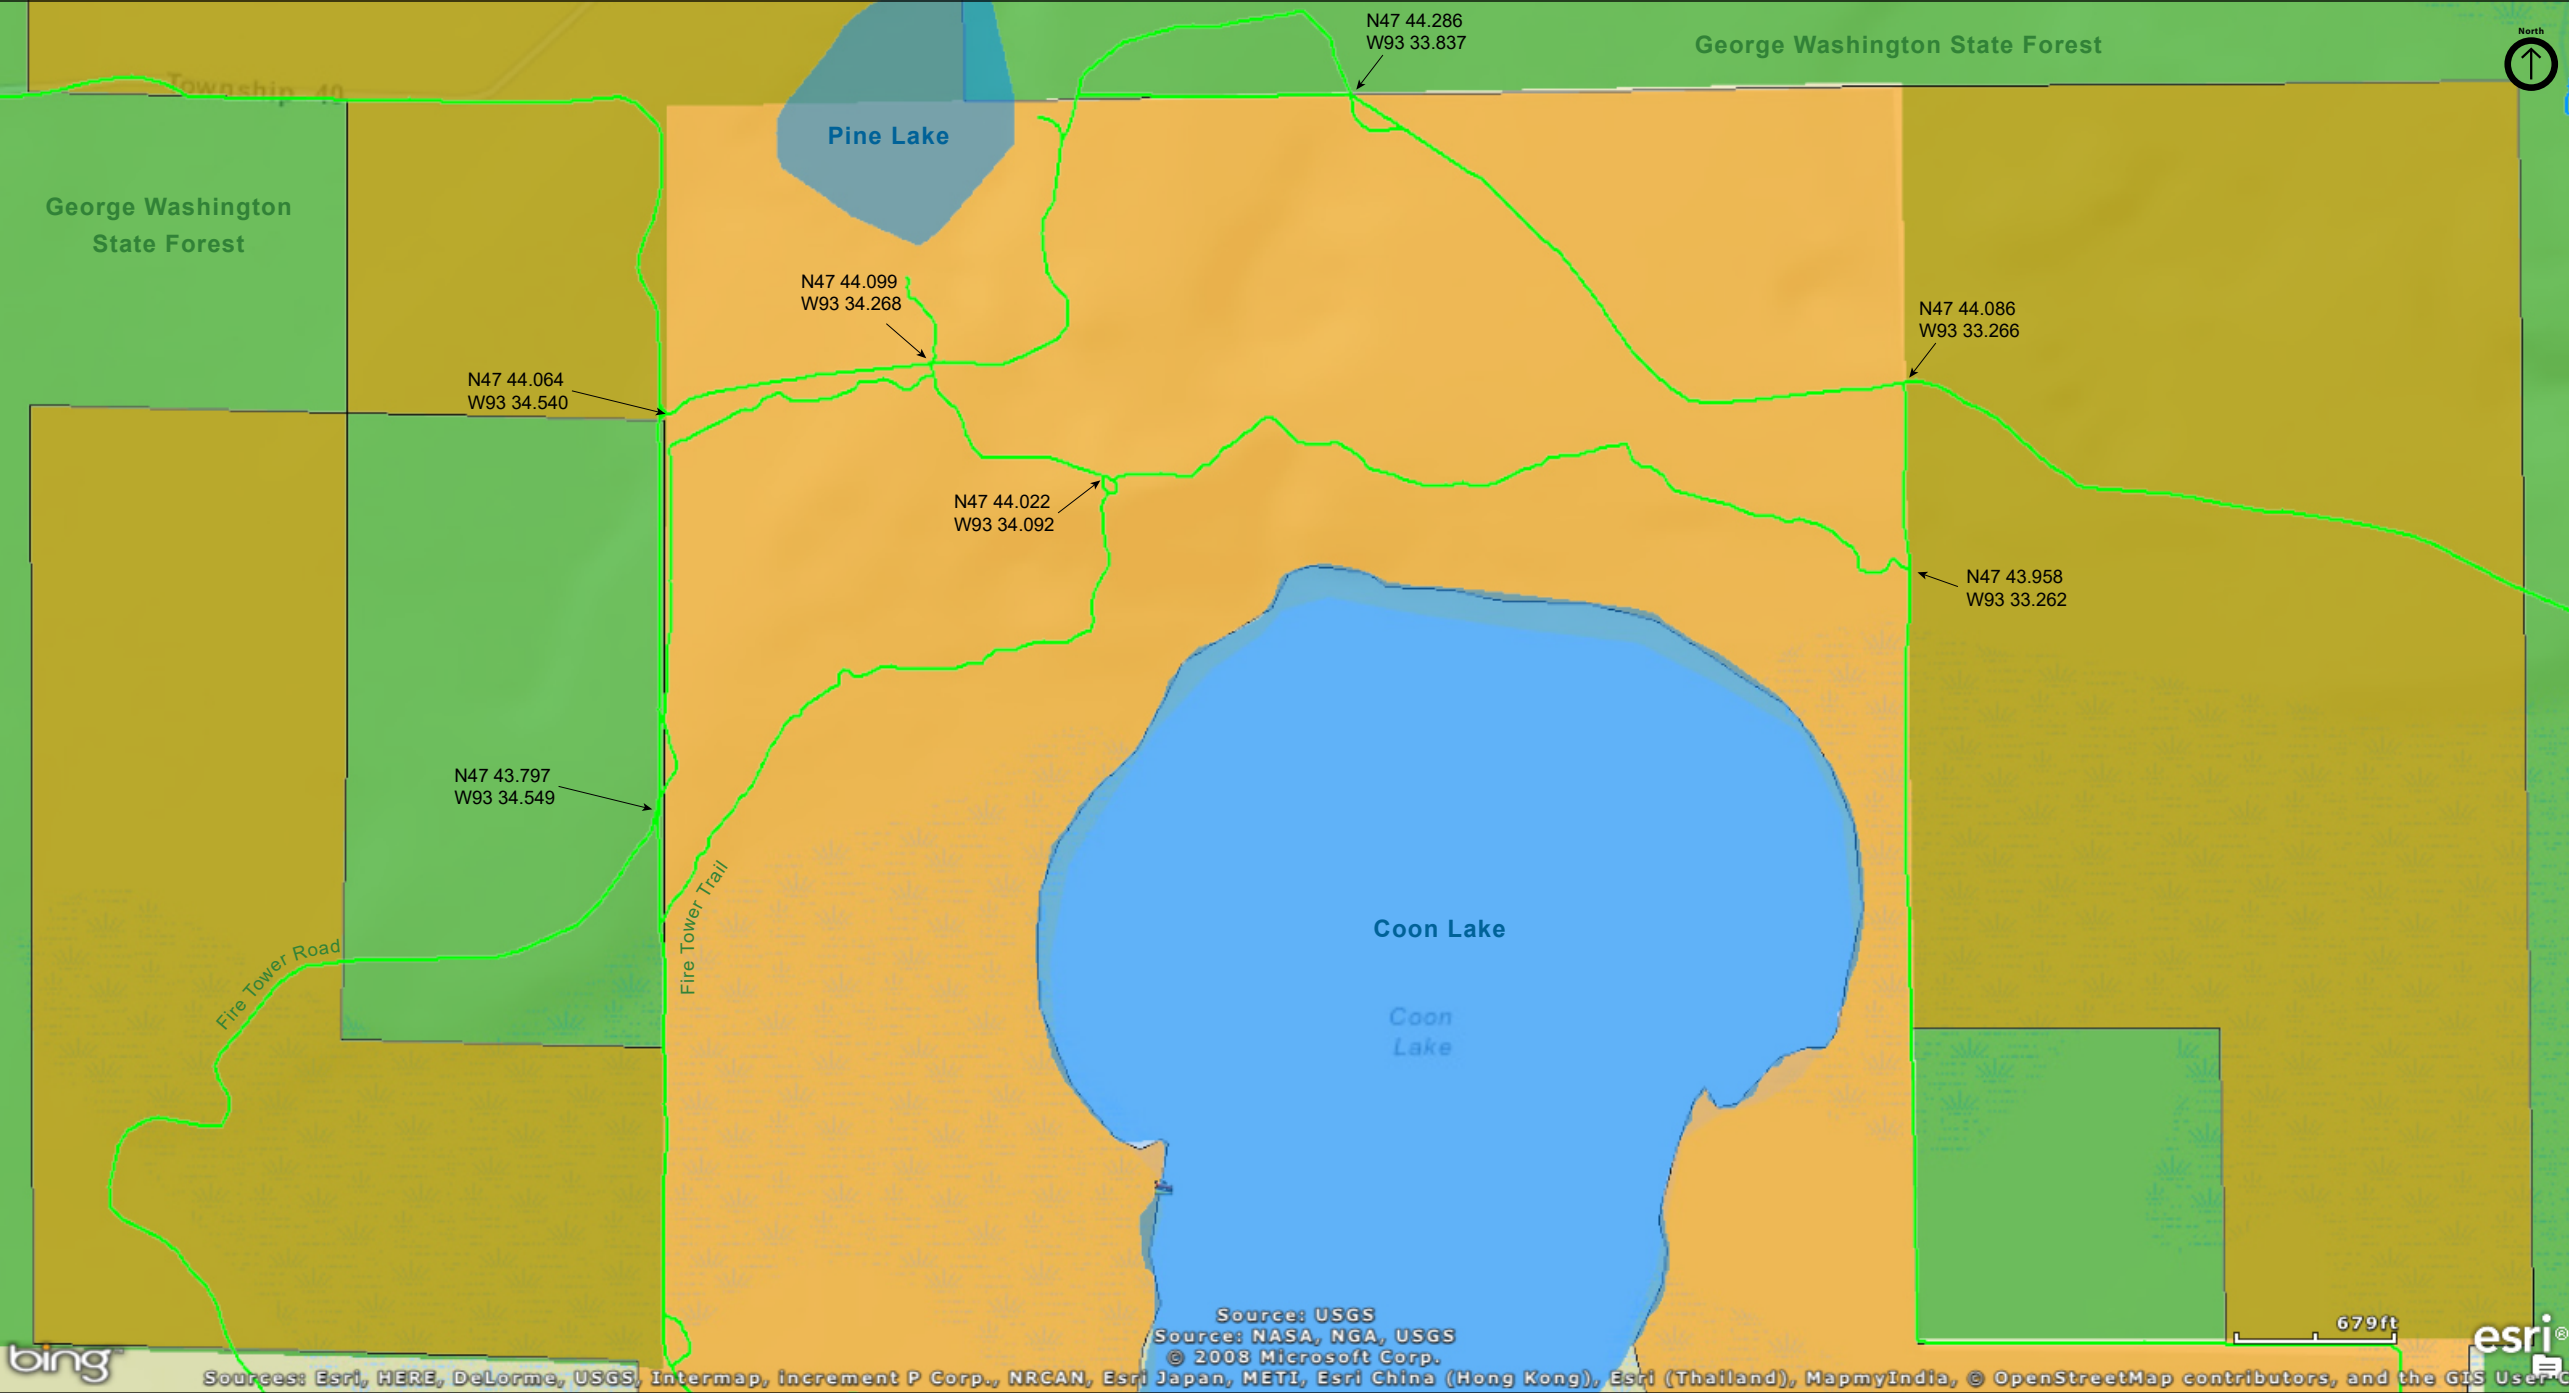 N47 44.286
W93 33.837
George Washington State Forest
North
Township 40
Pine Lake
George Washington
State Forest
N47 44.099
W93 34.268
N47 44.086
W93 33.266
N47 44.064
W93 34.540
N47 44.022
W93 34.092
N47 43.958
W93 33.262
N47 43.797
W93 34.549
Fire Tower Trail
Fire Tower Road
Coon Lake
Coon
Lake
Source: USGS
Source: NASA, NGA, USGS
© 2008 Microsoft Corp.
679ft
bing
esri
Sources: Esri, HERE, DeLorme, USGS, Intermap, increment P Corp., NRCAN, Esri Japan, METI, Esri China (Hong Kong), Esri (Thailand), MapmyIndia, © OpenStreetMap contributors, and the GIS User